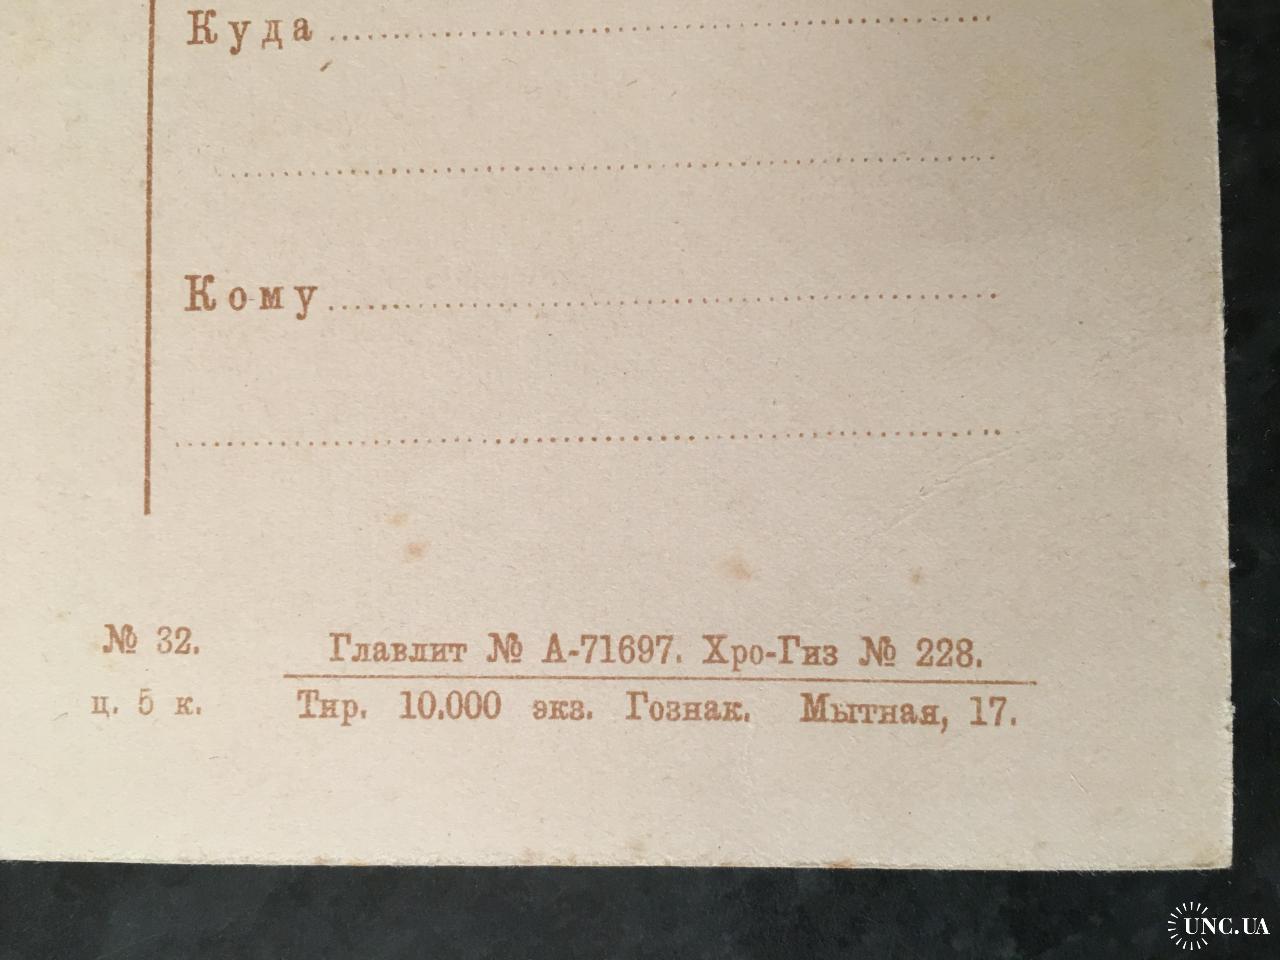 Куда
Кому
№ 32. Главлит № А-71697. Хро-Гиз № 228.
ц. 5 к. Тир. 10.000 экз. Гознак. Мытная, 17.
UNC.UA